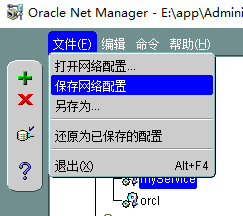 Oracle Net Manager - E:\app\Admini
文件(F) 编辑 命令 帮助(H)
打开网络配置...
保存网络配置
另存为...
还原为已保存的配置
退出(X) Alt+F4
myService
orcl